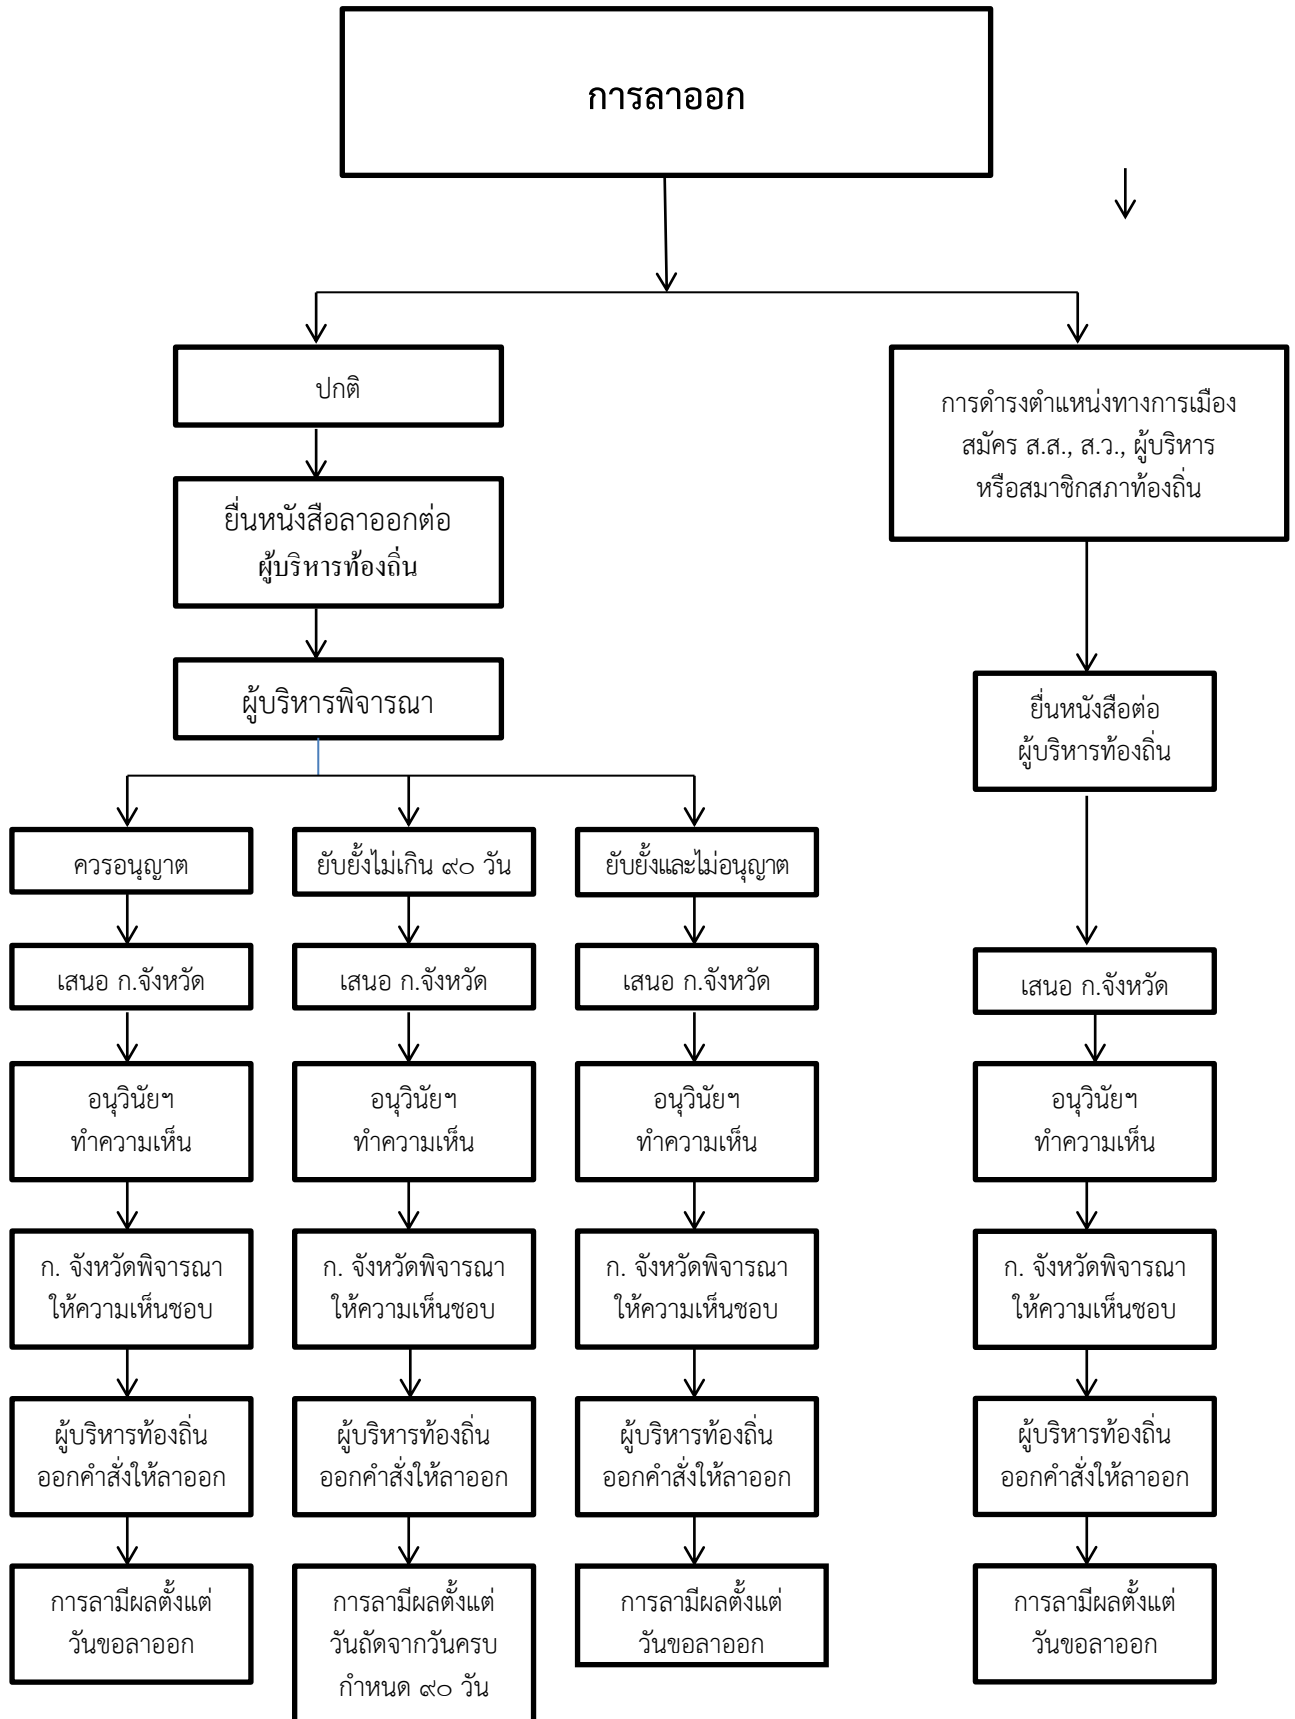 การลาออก
ปกติ
ยื่นหนังสือลาออกต่อ
ผู้บริหารท้องถิ่น
ผู้บริหารพิจารณา
การดำรงตำแหน่งทางการเมือง
สมัคร ส.ส., ส.ว., ผู้บริหาร
หรือสมาชิกสภาท้องถิ่น
ยื่นหนังสือต่อ
ผู้บริหารท้องถิ่น
ควรอนุญาต
เสนอ ก.จังหวัด
อนุวินัยฯ
ทำความเห็น
ก. จังหวัดพิจารณา
ให้ความเห็นชอบ
ผู้บริหารท้องถิ่น
ออกคำสั่งให้ลาออก
การลามีผลตั้งแต่
วันขอลาออก
ยับยั้งไม่เกิน ๙๐ วัน
เสนอ ก.จังหวัด
อนุวินัยฯ
ทำความเห็น
ก. จังหวัดพิจารณา
ให้ความเห็นชอบ
ผู้บริหารท้องถิ่น
ออกคำสั่งให้ลาออก
การลามีผลตั้งแต่
วันถัดจากวันครบ
กำหนด ๙๐ วัน
ยับยั้งและไม่อนุญาต
เสนอ ก.จังหวัด
อนุวินัยฯ
ทำความเห็น
ก. จังหวัดพิจารณา
ให้ความเห็นชอบ
ผู้บริหารท้องถิ่น
ออกคำสั่งให้ลาออก
การลามีผลตั้งแต่
วันขอลาออก
เสนอ ก.จังหวัด
อนุวินัยฯ
ทำความเห็น
ก. จังหวัดพิจารณา
ให้ความเห็นชอบ
ผู้บริหารท้องถิ่น
ออกคำสั่งให้ลาออก
การลามีผลตั้งแต่
วันขอลาออก